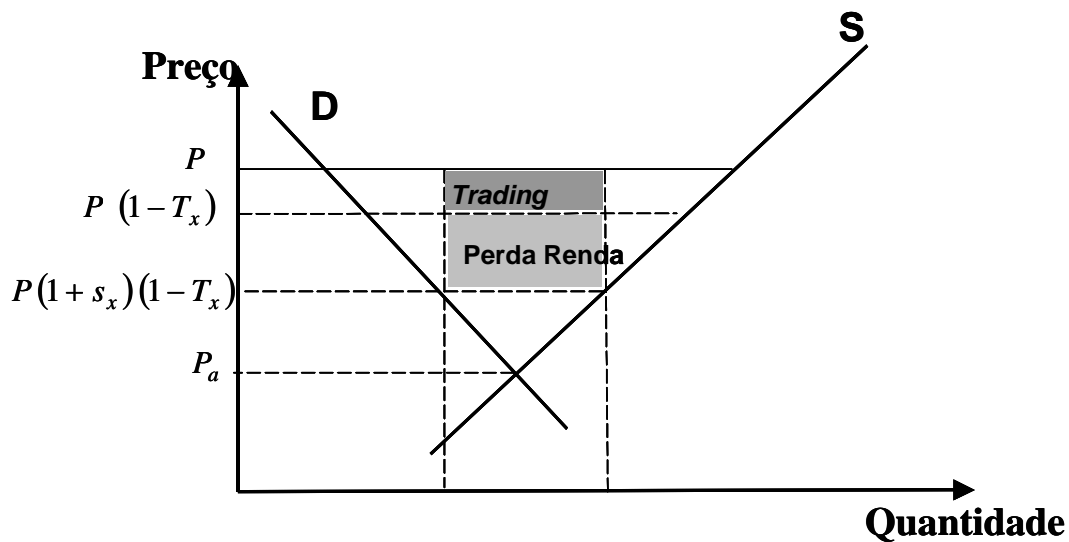 S
Preço
D
P
Trading
P (1 − Tₓ)
Perda Renda
P(1 + sₓ)(1 − Tₓ)
Pₐ
Quantidade